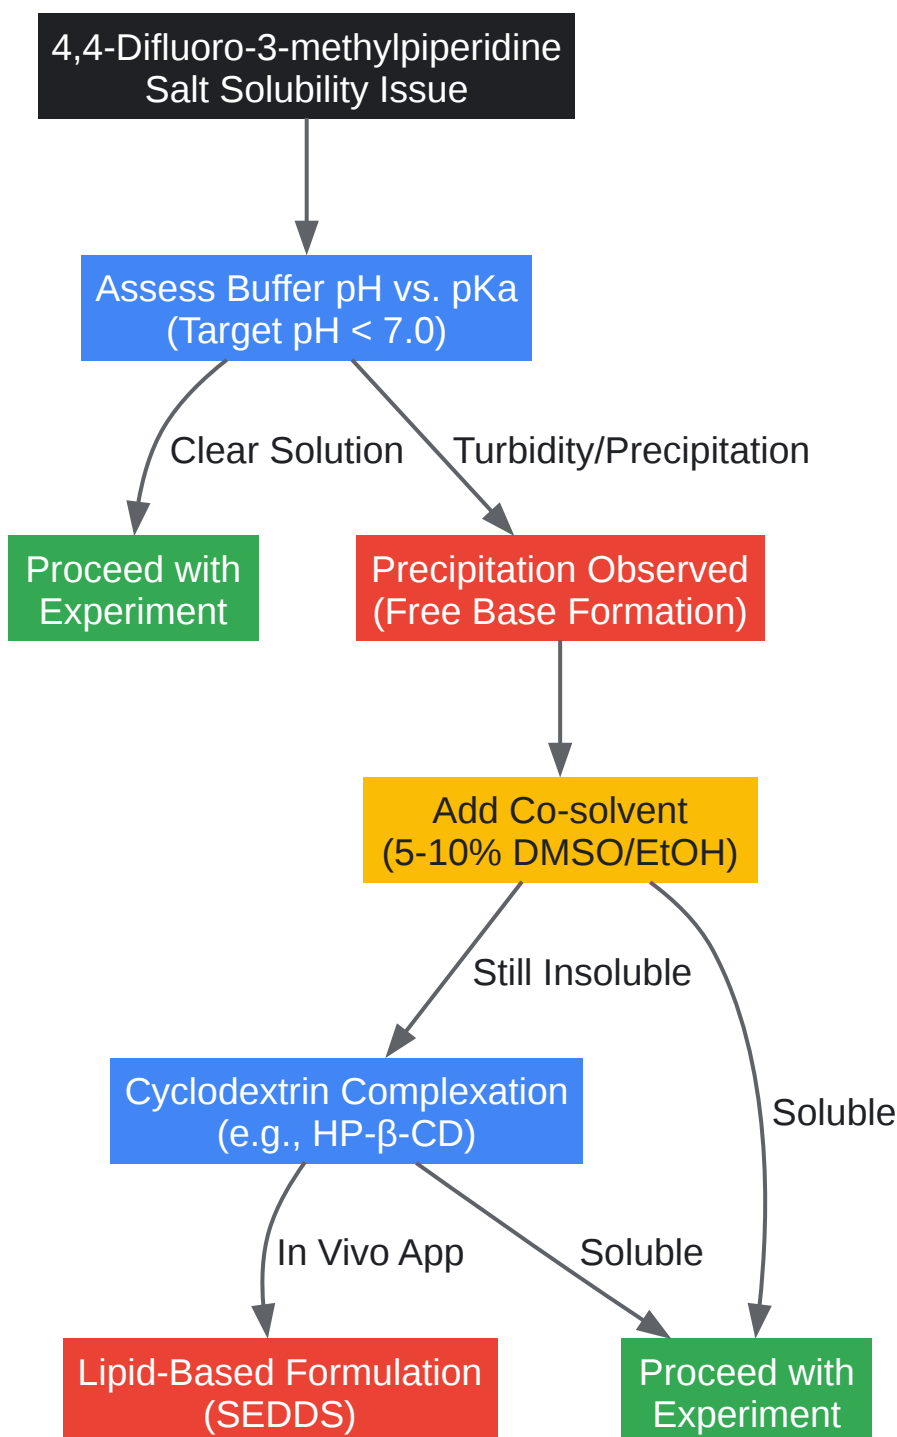 4,4-Difluoro-3-methylpiperidine
Salt Solubility Issue
Assess Buffer pH vs. pKa
(Target pH < 7.0)
Clear Solution
Turbidity/Precipitation
Proceed with
Experiment
Precipitation Observed
(Free Base Formation)
Add Co-solvent
(5-10% DMSO/EtOH)
Still Insoluble
Cyclodextrin Complexation
(e.g., HP-β-CD)
Soluble
In Vivo App
Soluble
Lipid-Based Formulation
(SEDDS)
Proceed with
Experiment